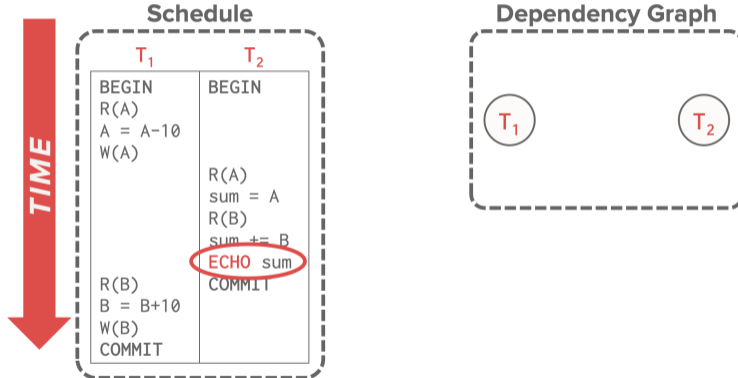 Schedule
Dependency Graph
TIME
T₁ T₂
BEGIN BEGIN
R(A)
A = A-10
W(A)
R(A)
sum = A
R(B)
sum += B
ECHO sum
R(B) COMMIT
B = B+10
W(B)
COMMIT
T₁ T₂